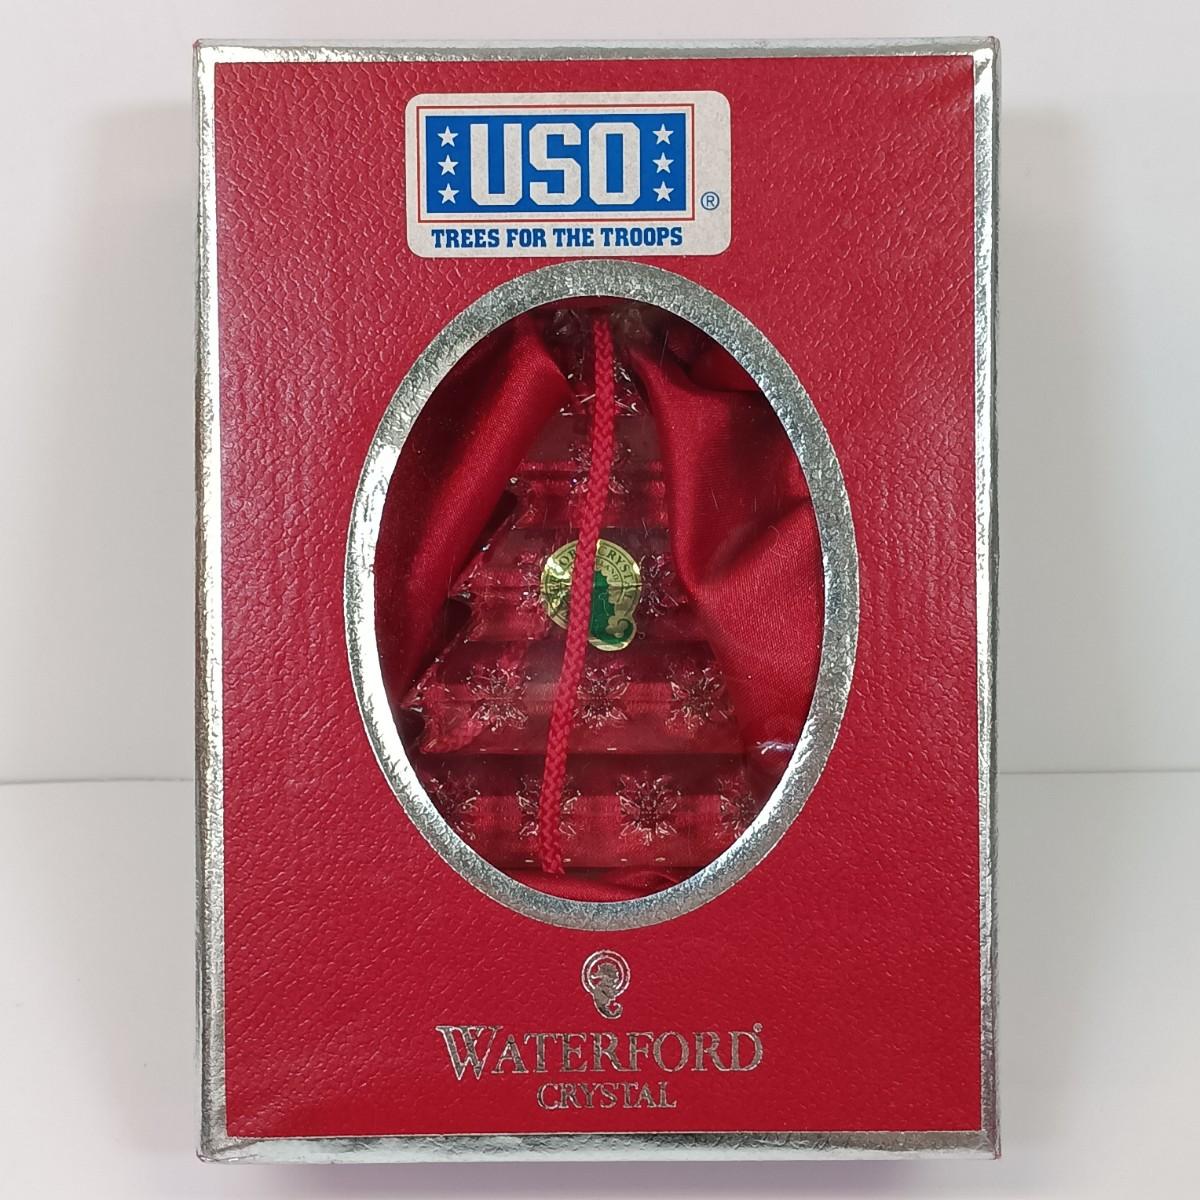 USO
®
TREES FOR THE TROOPS
WATERFORD®
CRYSTAL